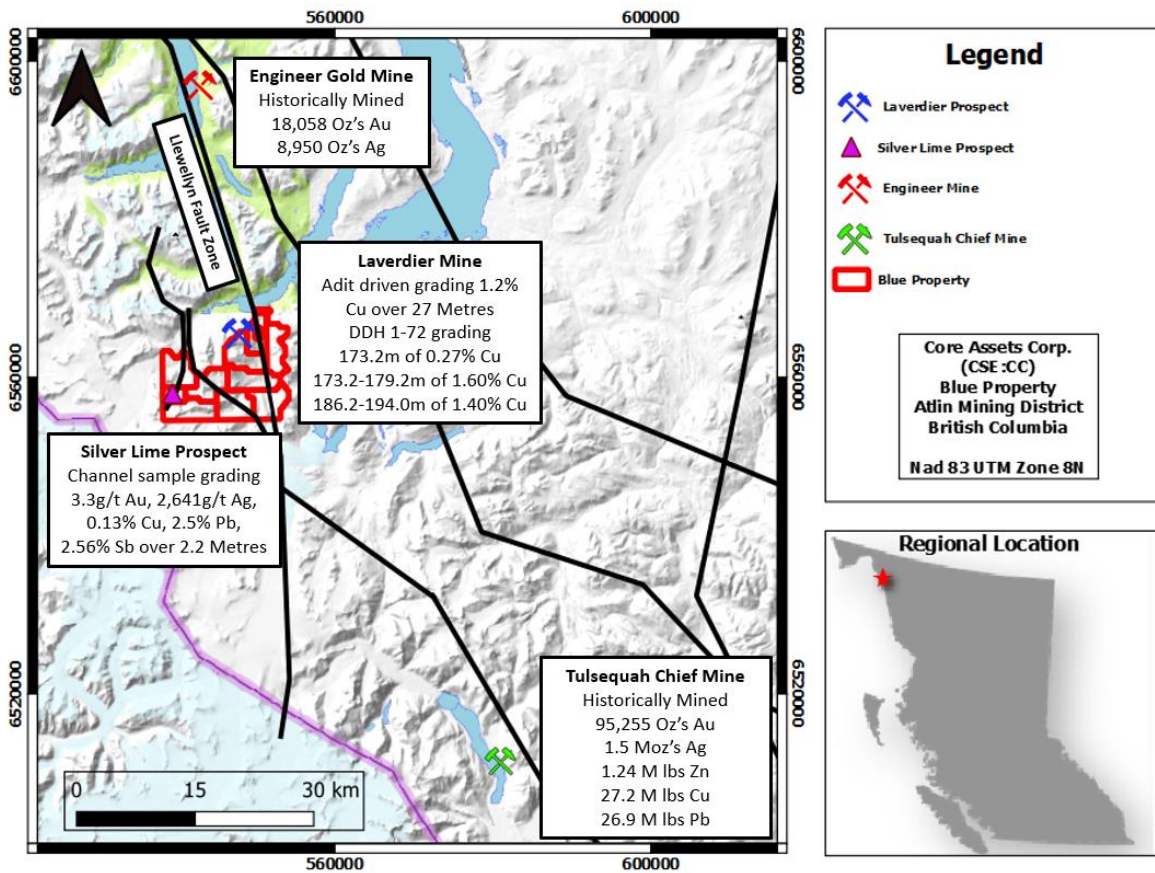 560000
600000
6600000
6560000
6520000
Engineer Gold Mine
Historically Mined
18,058 Oz's Au
8,950 Oz's Ag
Llewellyn Fault Zone
Laverdier Mine
Adit driven grading 1.2%
Cu over 27 Metres
DDH 1-72 grading
173.2m of 0.27% Cu
173.2-179.2m of 1.60% Cu
186.2-194.0m of 1.40% Cu
Silver Lime Prospect
Channel sample grading
3.3g/t Au, 2,641g/t Ag,
0.13% Cu, 2.5% Pb,
2.56% Sb over 2.2 Metres
Tulsequah Chief Mine
Historically Mined
95,255 Oz's Au
1.5 Moz's Ag
1.24 M lbs Zn
27.2 M lbs Cu
26.9 M lbs Pb
0 15 30 km
560000
600000
6600000
6560000
6520000
Legend
Laverdier Prospect
Silver Lime Prospect
Engineer Mine
Tulsequah Chief Mine
Blue Property
Core Assets Corp.
(CSE:CC)
Blue Property
Atlin Mining District
British Columbia
Nad 83 UTM Zone 8N
Regional Location